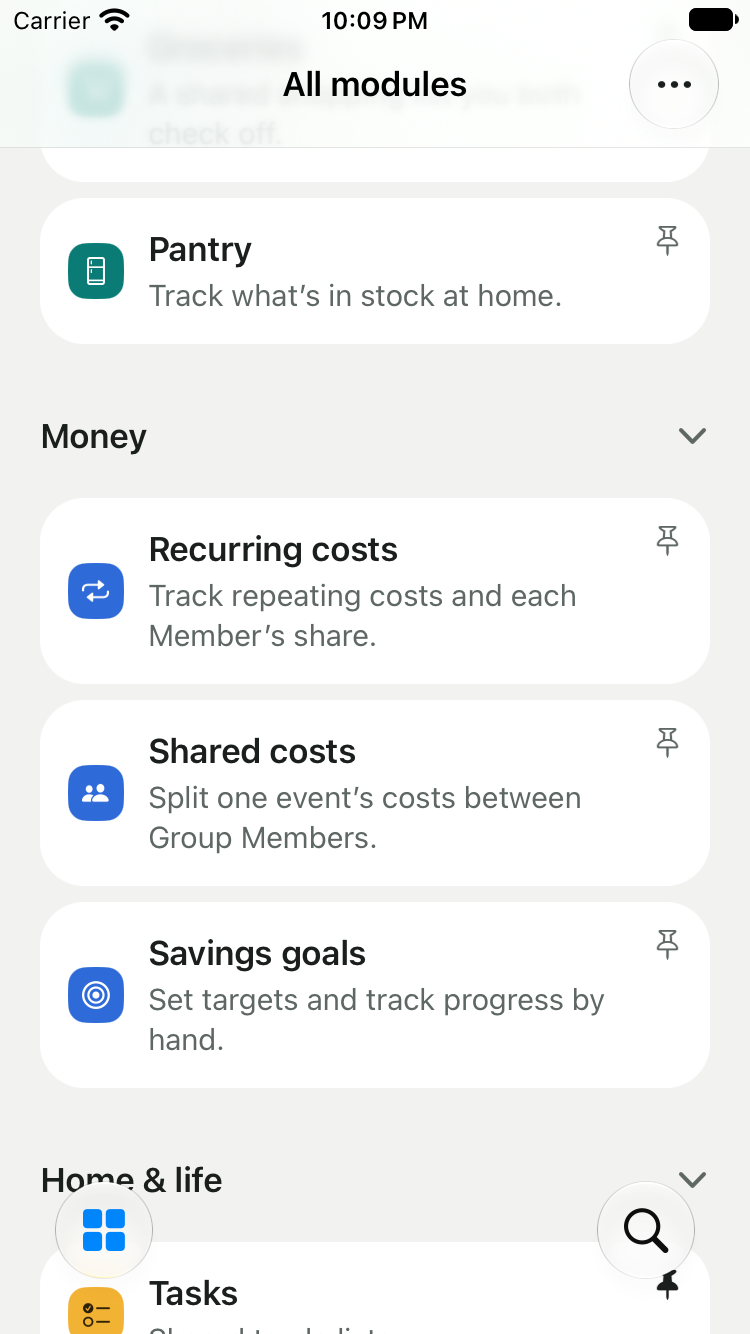 Carrier 10:09 PM
All modules
check off.
Pantry
Track what’s in stock at home.
Money
Recurring costs
Track repeating costs and each
Member’s share.
Shared costs
Split one event’s costs between
Group Members.
Savings goals
Set targets and track progress by
hand.
Home & life
Tasks